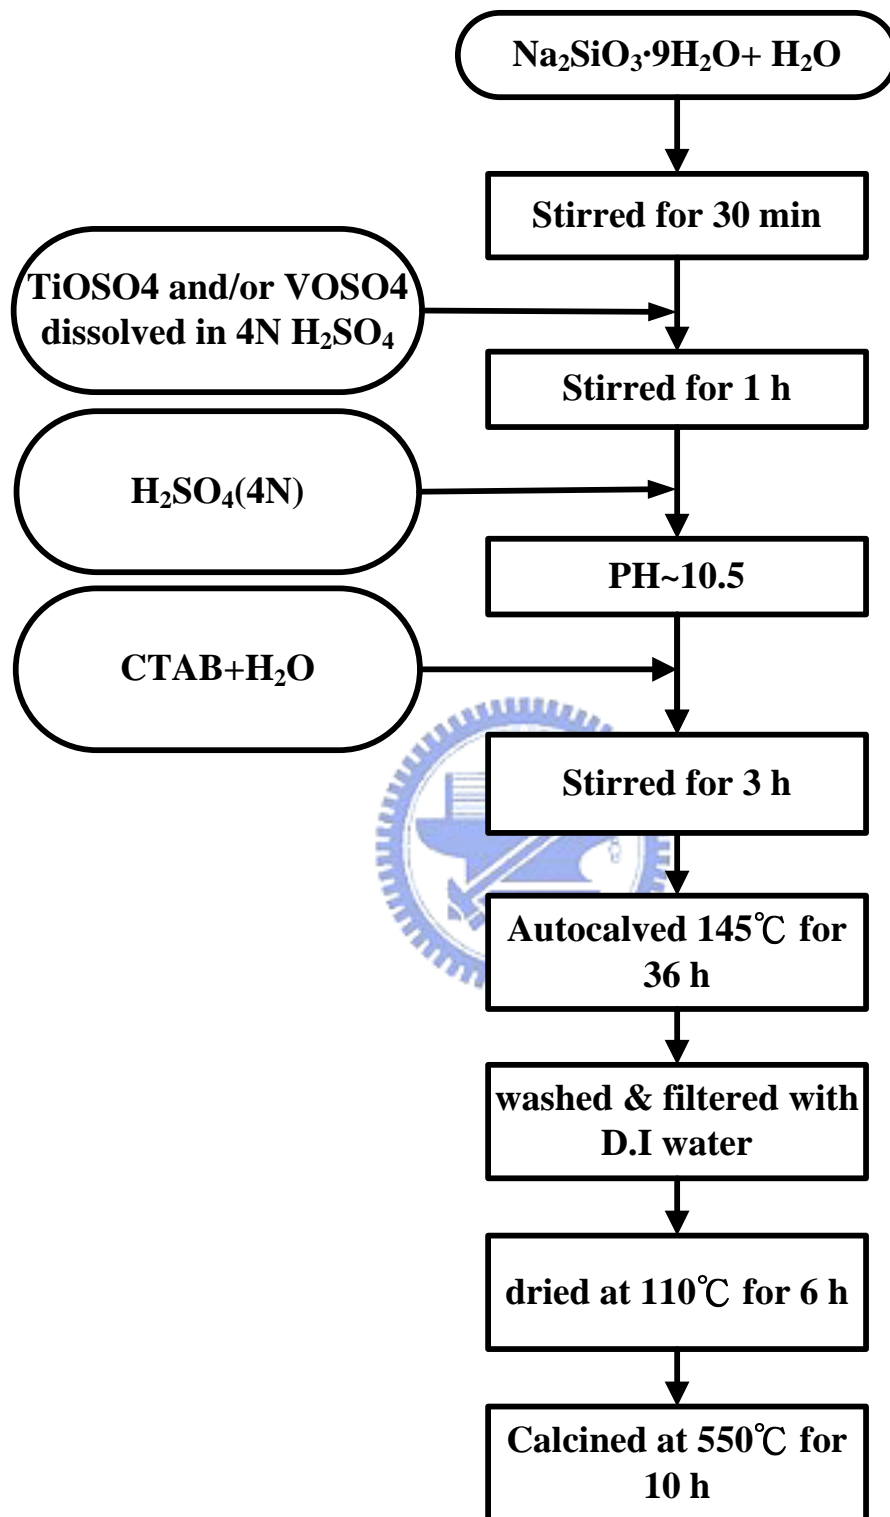 Na₂SiO₃·9H₂O+ H₂O
Stirred for 30 min
TiOSO4 and/or VOSO4
dissolved in 4N H₂SO₄
Stirred for 1 h
H₂SO₄(4N)
PH~10.5
CTAB+H₂O
Stirred for 3 h
Autocalved 145℃ for
36 h
washed & filtered with
D.I water
dried at 110℃ for 6 h
Calcined at 550℃ for
10 h